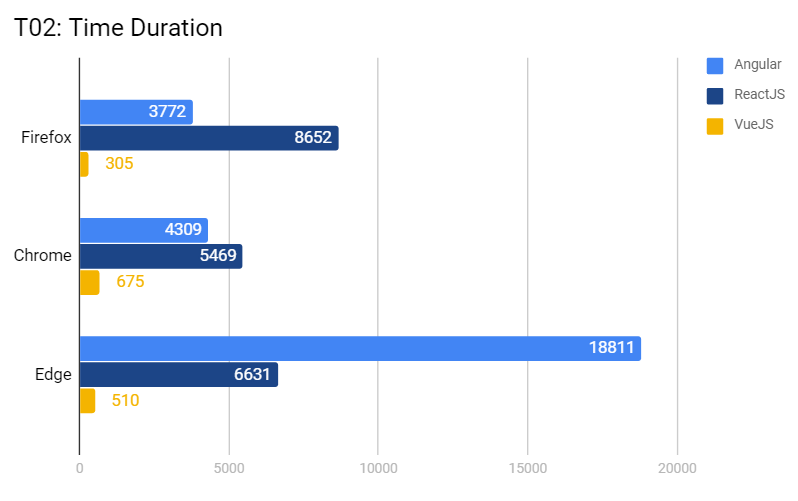 T02: Time Duration
Angular
ReactJS
VueJS
Firefox
3772
8652
305
Chrome
4309
5469
675
Edge
18811
6631
510
0 5000 10000 15000 20000